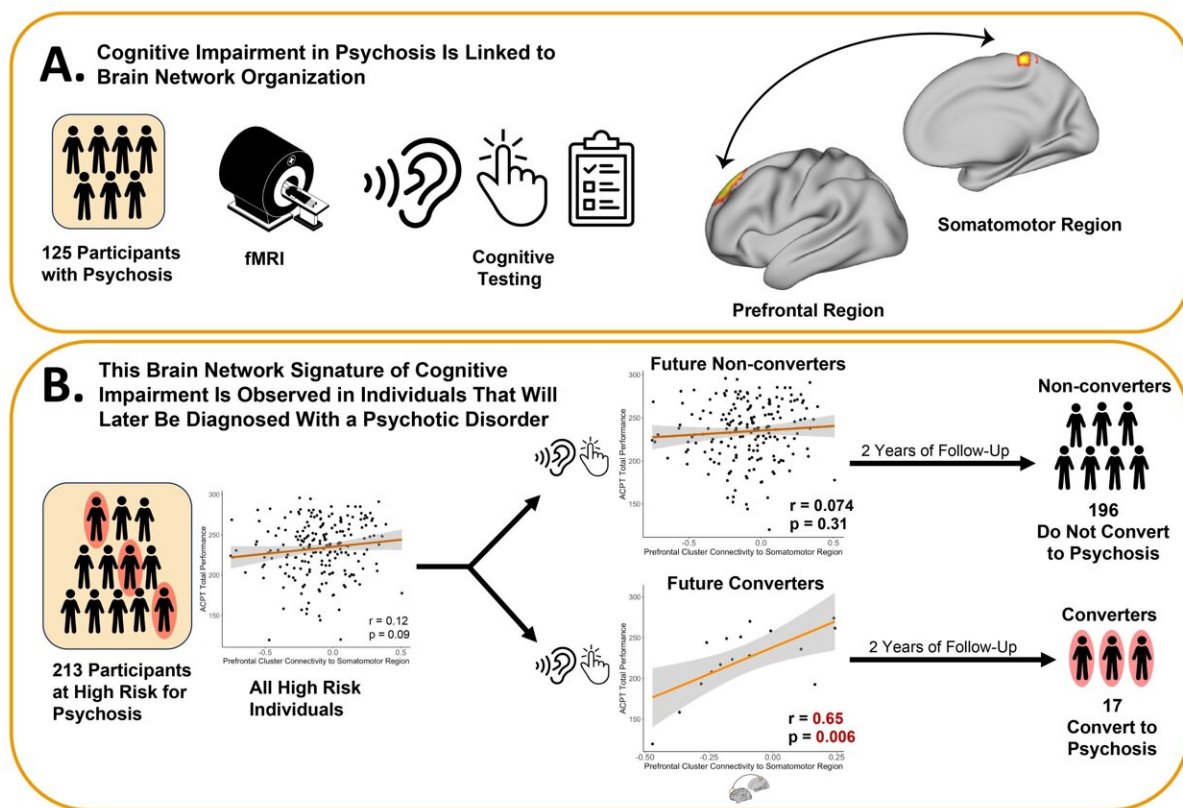 A. Cognitive Impairment in Psychosis Is Linked to
Brain Network Organization
125 Participants
with Psychosis
fMRI
Cognitive
Testing
Prefrontal Region
Somatomotor Region
B. This Brain Network Signature of Cognitive
Impairment Is Observed in Individuals That Will
Later Be Diagnosed With a Psychotic Disorder
213 Participants
at High Risk for
Psychosis
ACPT Total Performance
300
250
200
150
r = 0.12
p = 0.09
-0.5
0.0
0.5
Prefrontal Cluster Connectivity to Somatomotor Region
All High Risk
Individuals
Future Non-converters
ACPT Total Performance
300
250
200
150
r = 0.074
p = 0.31
-0.5
0.0
0.5
Prefrontal Cluster Connectivity to Somatomotor Region
2 Years of Follow-Up
Non-converters
196
Do Not Convert
to Psychosis
Future Converters
ACPT Total Performance
300
250
200
150
r = 0.65
p = 0.006
-0.50
-0.25
0.00
0.25
Prefrontal Cluster Connectivity to Somatomotor Region
2 Years of Follow-Up
Converters
17
Convert to
Psychosis